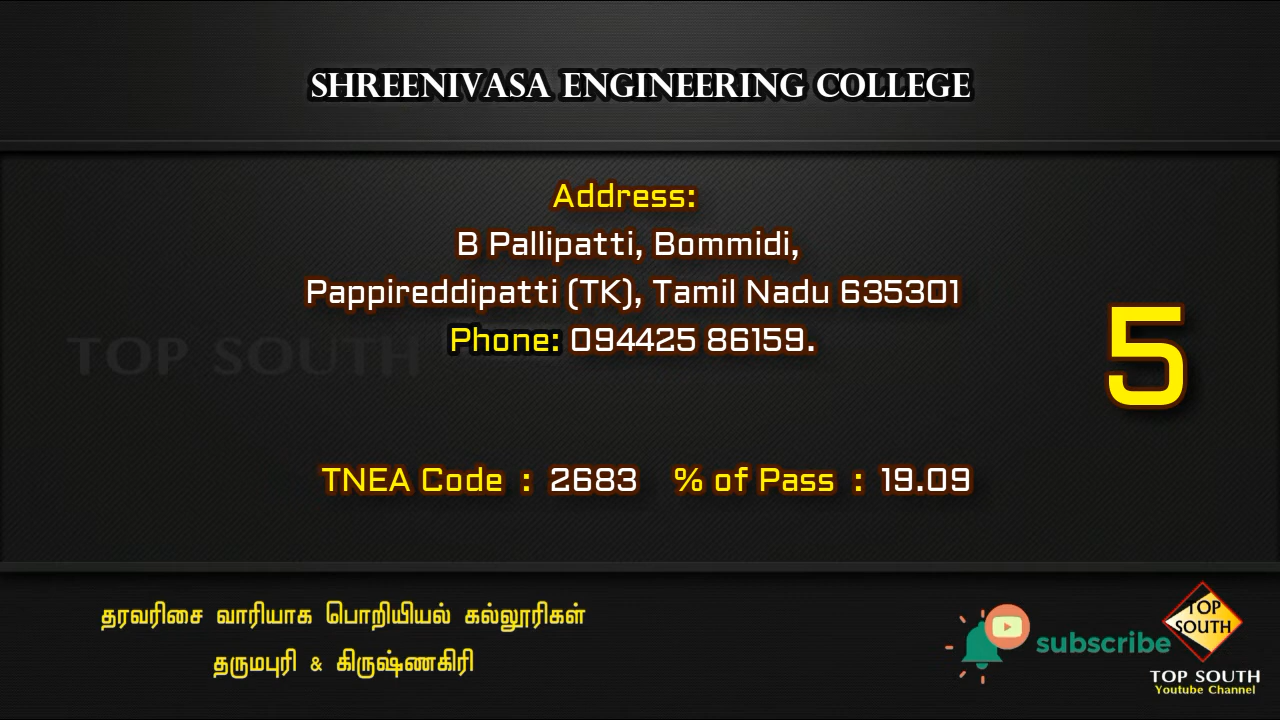 SHREENIVASA ENGINEERING COLLEGE
Address:
B Pallipatti, Bommidi,
Pappireddipatti (TK), Tamil Nadu 635301
Phone: 094425 86159.
TOP SOUTH
5
TNEA Code : 2683 % of Pass : 19.09
தரவரிசை வாரியாக பொறியியல் கல்லூரிகள்
தருமபுரி & கிருஷ்ணகிரி
subscribe
TOP
SOUTH
TOP SOUTH
Youtube Channel